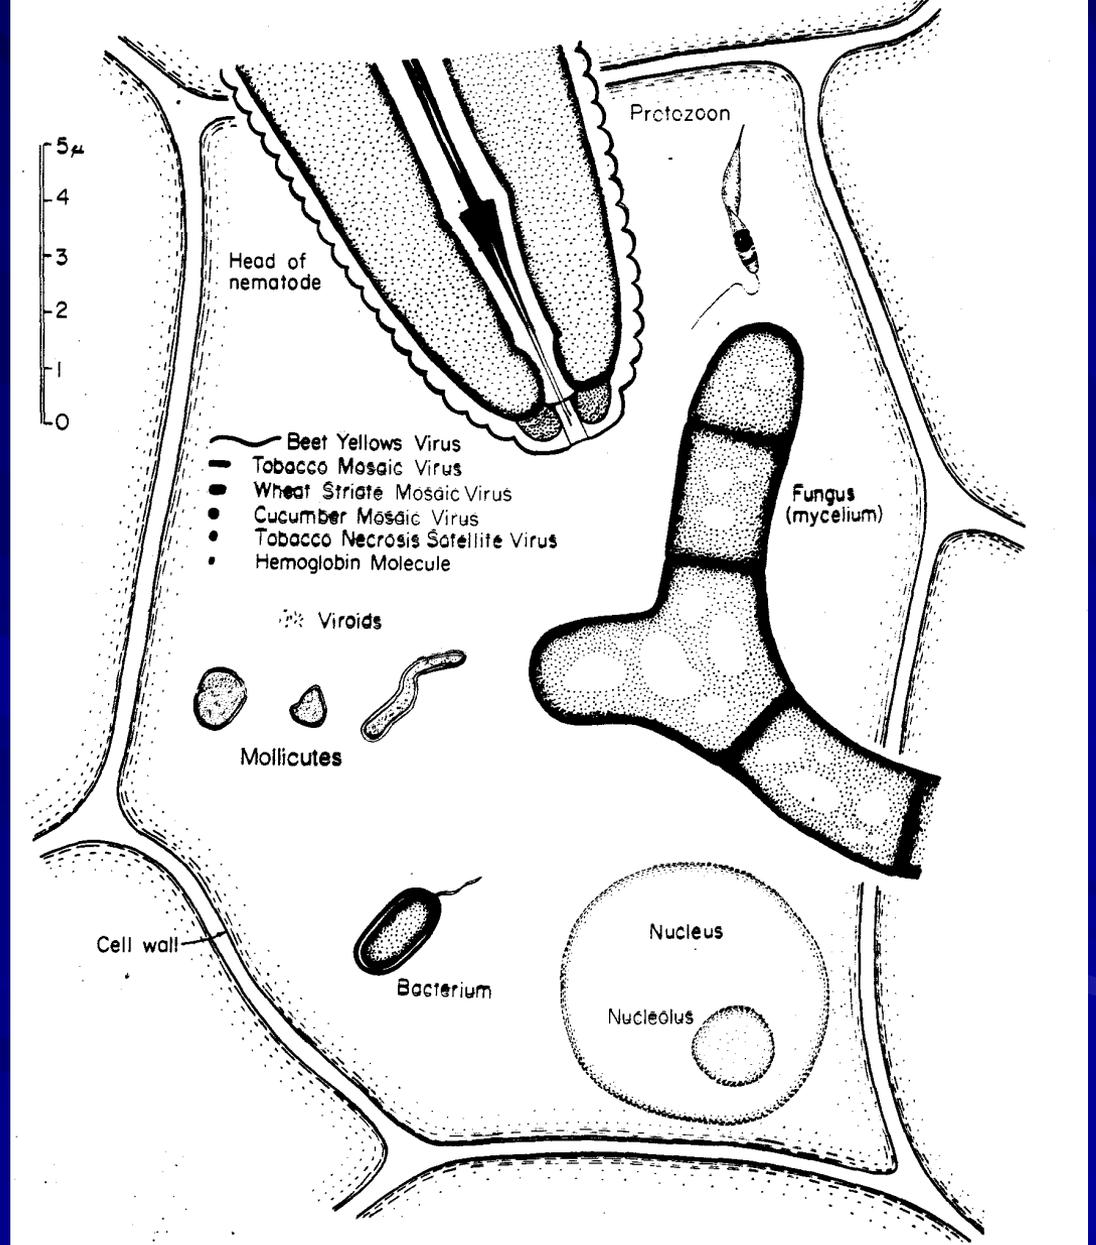 Protozoon
5μ
4
3
2
1
0
Head of
nematode
Beet Yellows Virus
Tobacco Mosaic Virus
Wheat Striate Mosaic Virus
Cucumber Mosaic Virus
Tobacco Necrosis Satellite Virus
Hemoglobin Molecule
Fungus
(mycelium)
Viroids
Mollicutes
Cell wall
Bacterium
Nucleus
Nucleolus